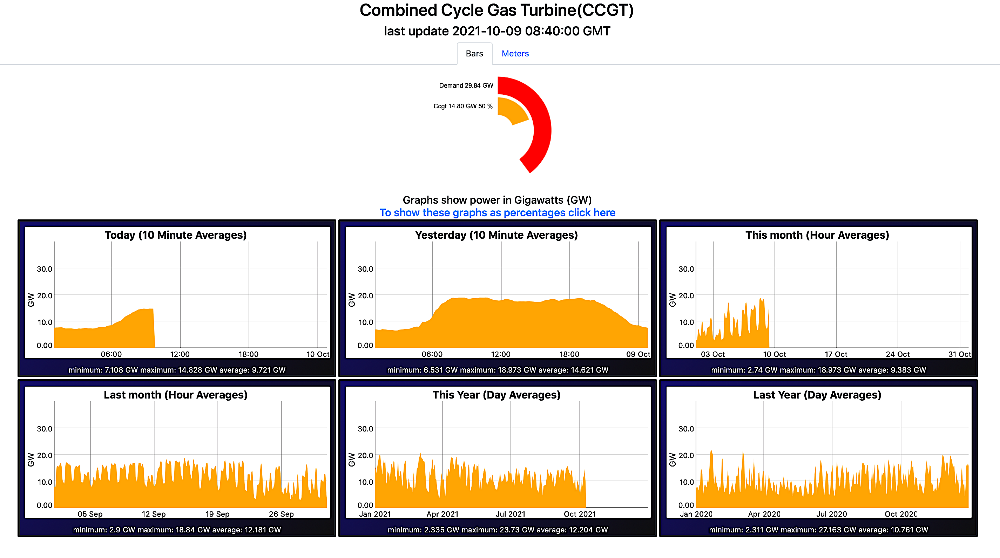 Combined Cycle Gas Turbine(CCGT)
last update 2021-10-09 08:40:00 GMT
Bars
Meters
Demand 29.84 GW
Ccgt 14.80 GW 50 %
Graphs show power in Gigawatts (GW)
To show these graphs as percentages click here
Today (10 Minute Averages)
30.0
20.0
10.0
0.00
GW
06:00 12:00 18:00 10 Oct
minimum: 7.108 GW maximum: 14.828 GW average: 9.721 GW
Yesterday (10 Minute Averages)
30.0
20.0
10.0
0.00
GW
06:00 12:00 18:00 09 Oct
minimum: 6.531 GW maximum: 18.973 GW average: 14.621 GW
This month (Hour Averages)
30.0
20.0
10.0
0.00
GW
03 Oct 10 Oct 17 Oct 24 Oct 31 Oct
minimum: 2.74 GW maximum: 18.973 GW average: 9.383 GW
Last month (Hour Averages)
30.0
20.0
10.0
0.00
GW
05 Sep 12 Sep 19 Sep 26 Sep
minimum: 2.9 GW maximum: 18.84 GW average: 12.181 GW
This Year (Day Averages)
30.0
20.0
10.0
0.00
GW
Jan 2021 Apr 2021 Jul 2021 Oct 2021
minimum: 2.335 GW maximum: 23.73 GW average: 12.204 GW
Last Year (Day Averages)
30.0
20.0
10.0
0.00
GW
Jan 2020 Apr 2020 Jul 2020 Oct 2020
minimum: 2.311 GW maximum: 27.163 GW average: 10.761 GW